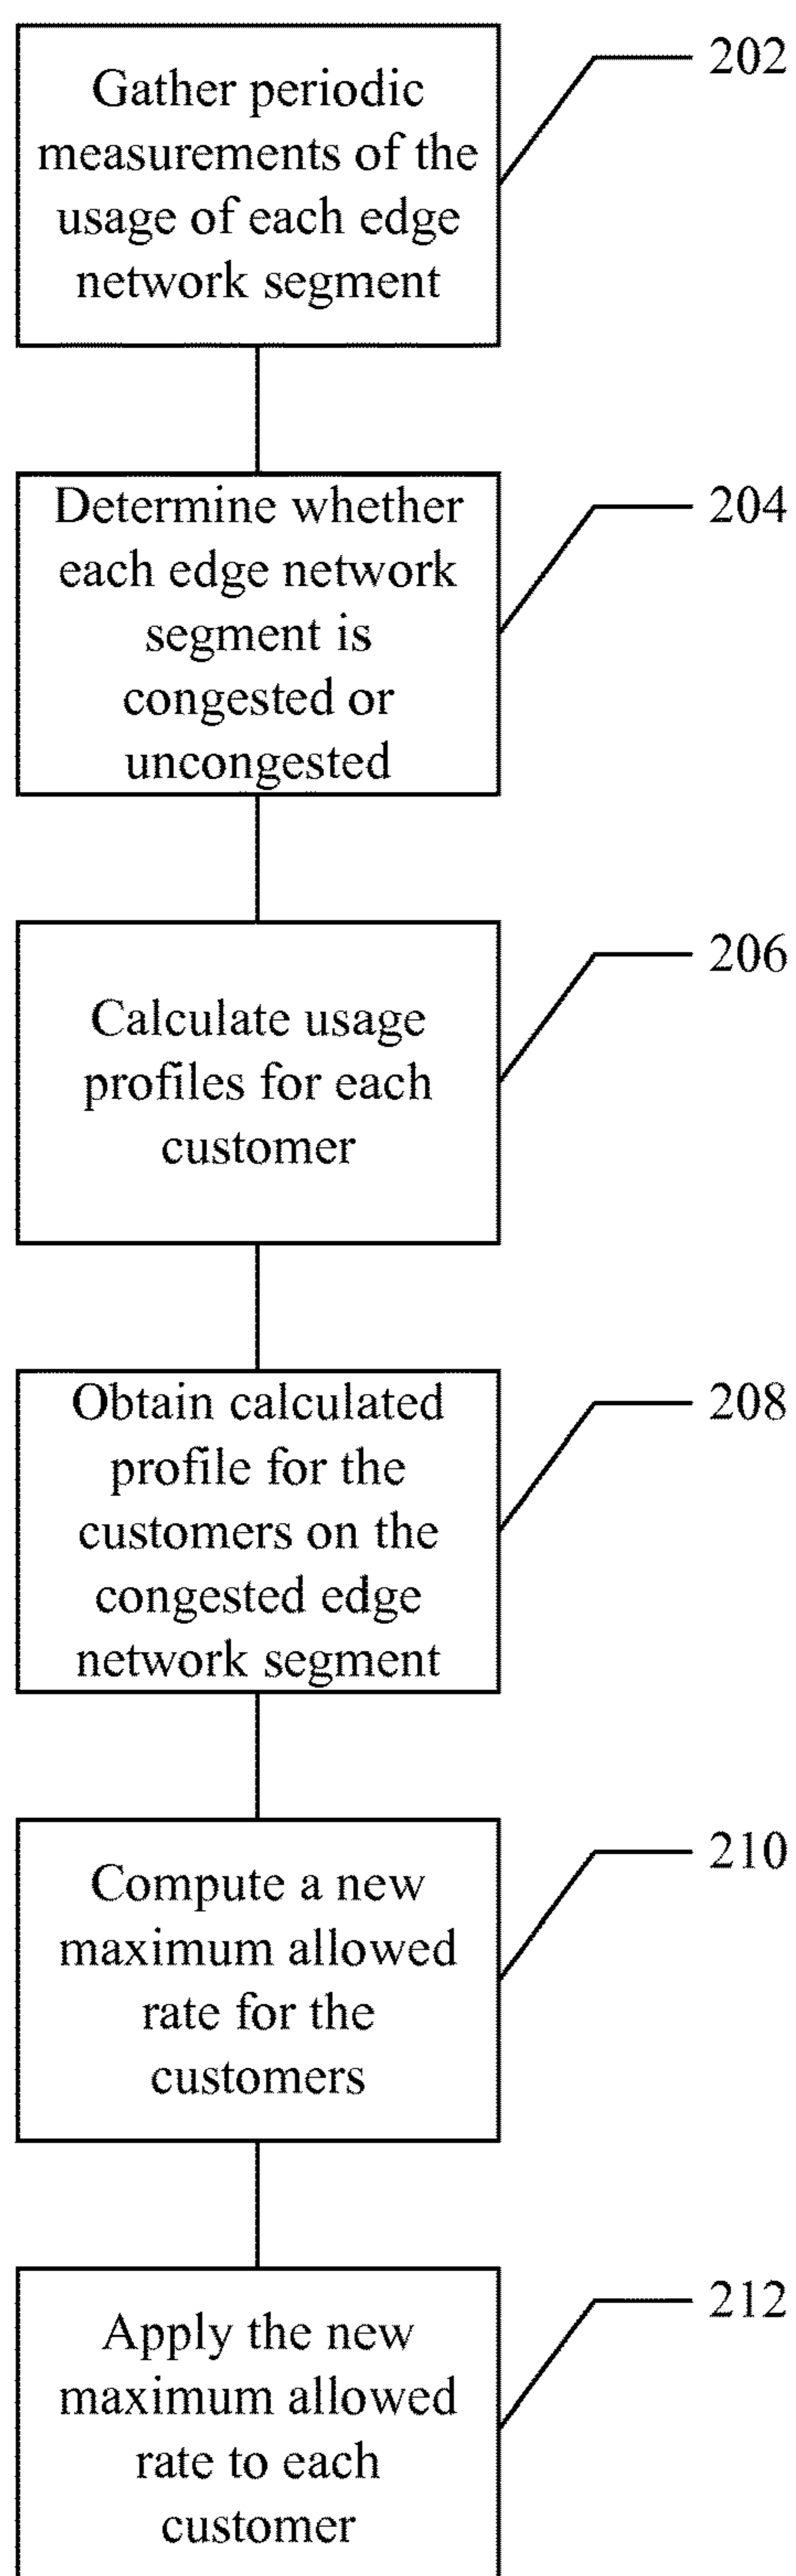 Gather periodic
measurements of the
usage of each edge
network segment
202
Determine whether
each edge network
segment is
congested or
uncongested
204
Calculate usage
profiles for each
customer
206
Obtain calculated
profile for the
customers on the
congested edge
network segment
208
Compute a new
maximum allowed
rate for the
customers
210
Apply the new
maximum allowed
rate to each
customer
212